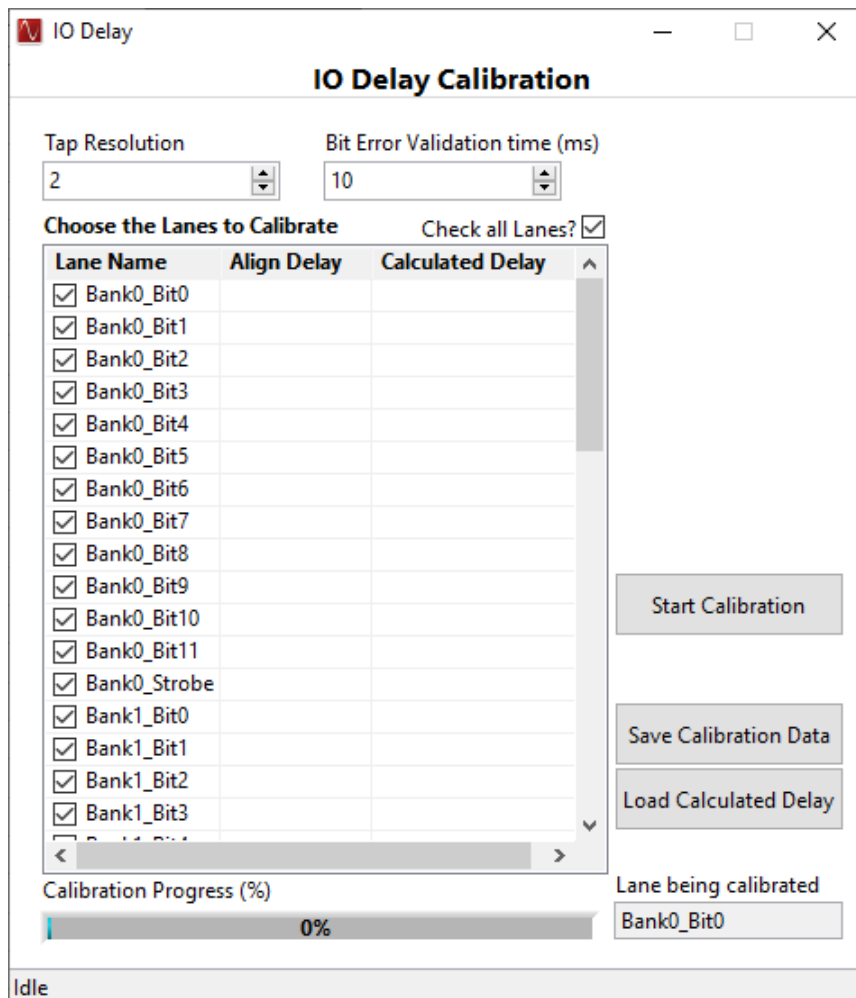 IO Delay
IO Delay Calibration
Tap Resolution
Bit Error Validation time (ms)
2
10
Choose the Lanes to Calibrate
Check all Lanes?
Lane Name Align Delay Calculated Delay
Bank0_Bit0
Bank0_Bit1
Bank0_Bit2
Bank0_Bit3
Bank0_Bit4
Bank0_Bit5
Bank0_Bit6
Bank0_Bit7
Bank0_Bit8
Bank0_Bit9
Bank0_Bit10
Bank0_Bit11
Bank0_Strobe
Bank1_Bit0
Bank1_Bit1
Bank1_Bit2
Bank1_Bit3
Start Calibration
Save Calibration Data
Load Calculated Delay
Calibration Progress (%)
0%
Lane being calibrated
Bank0_Bit0
Idle